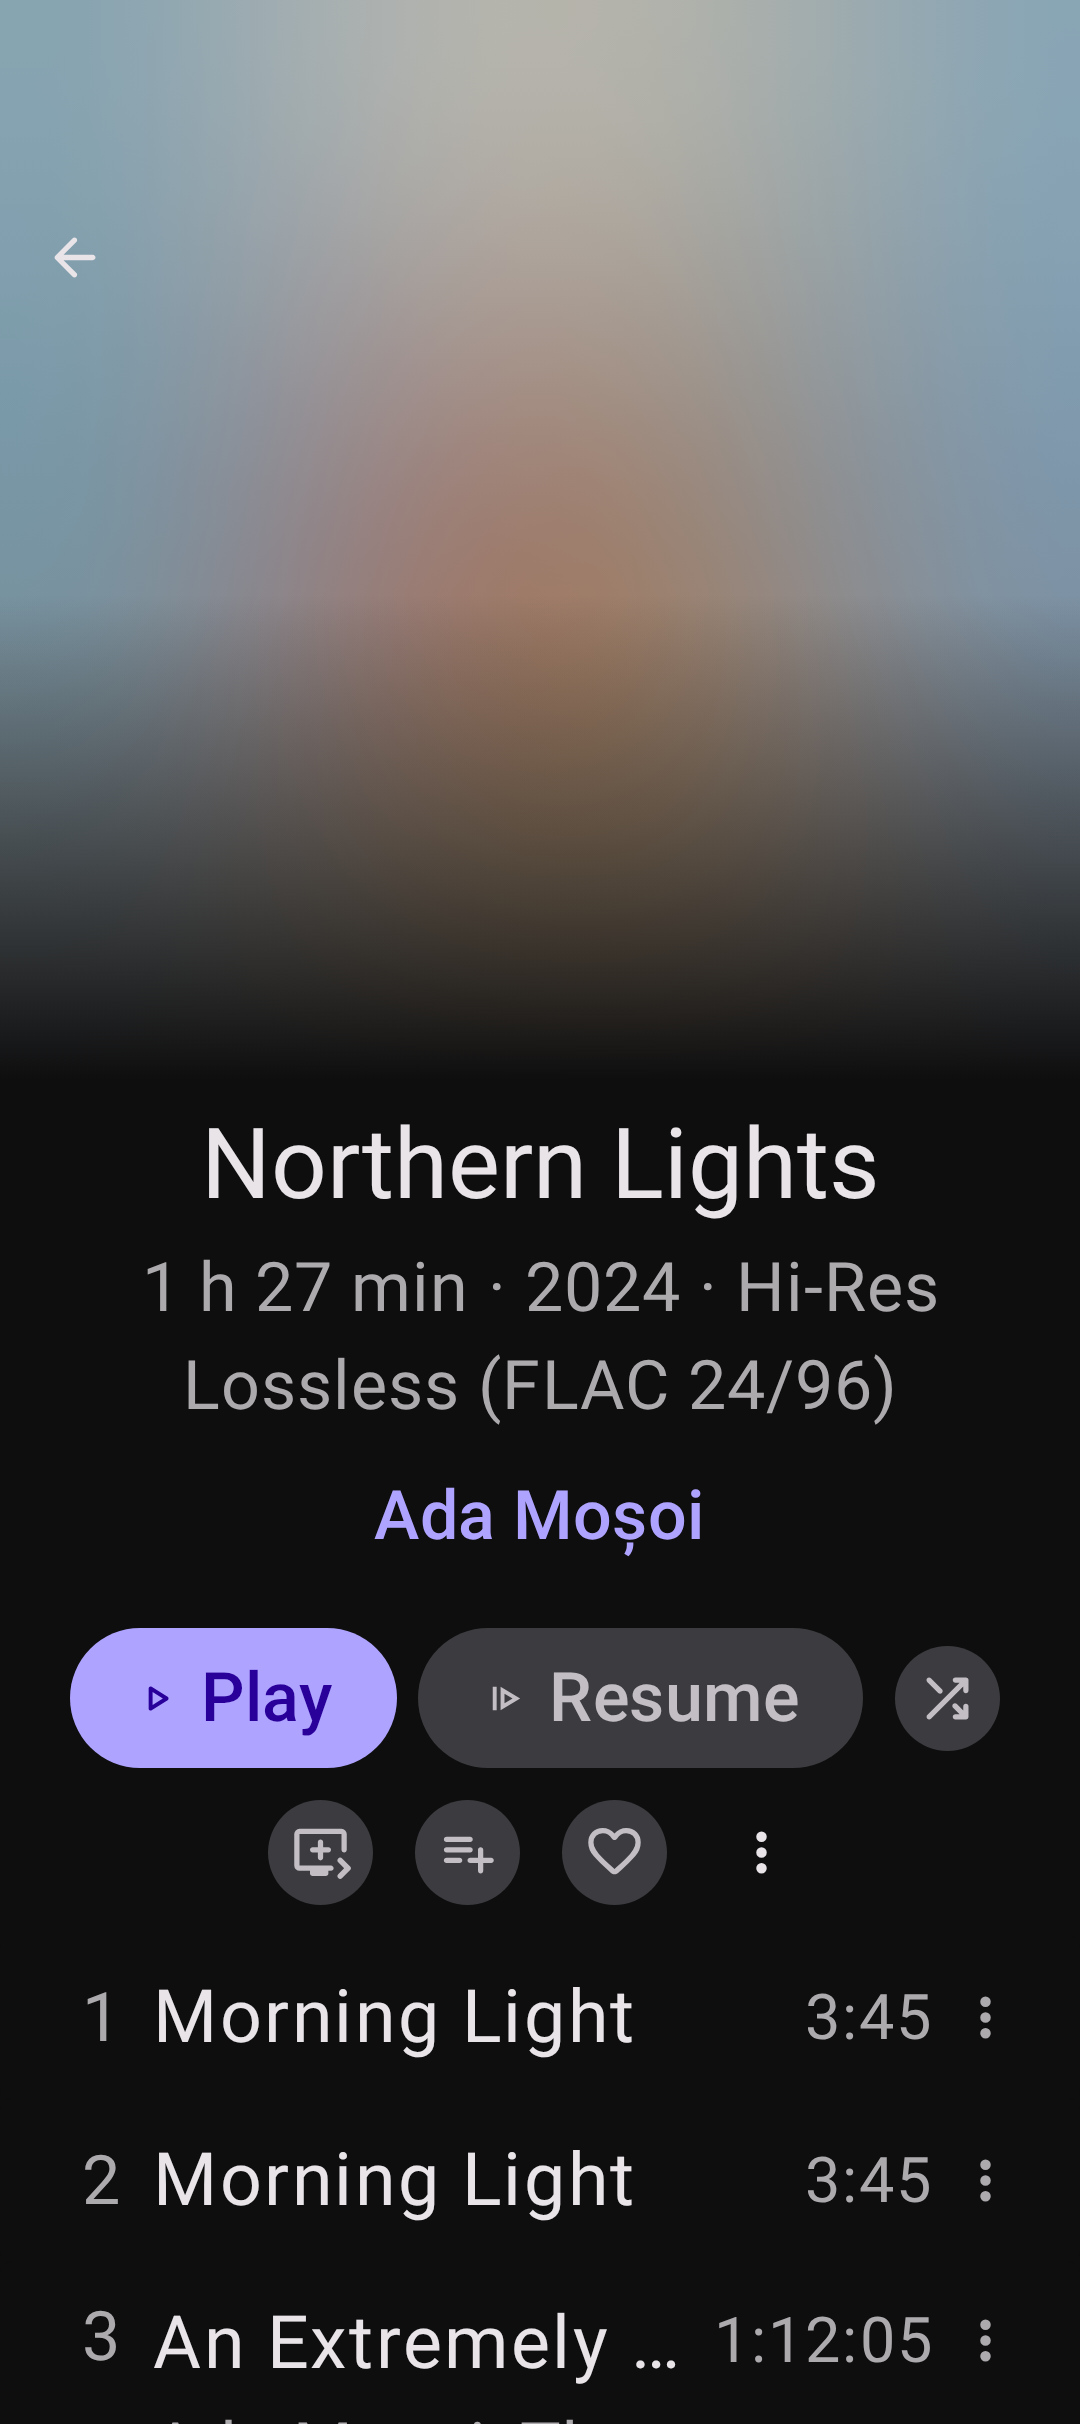 Northern Lights
1 h 27 min · 2024 · Hi-Res
Lossless (FLAC 24/96)
Ada Moșoi
Play
Resume
1 Morning Light 3:45
2 Morning Light 3:45
3 An Extremely … 1:12:05